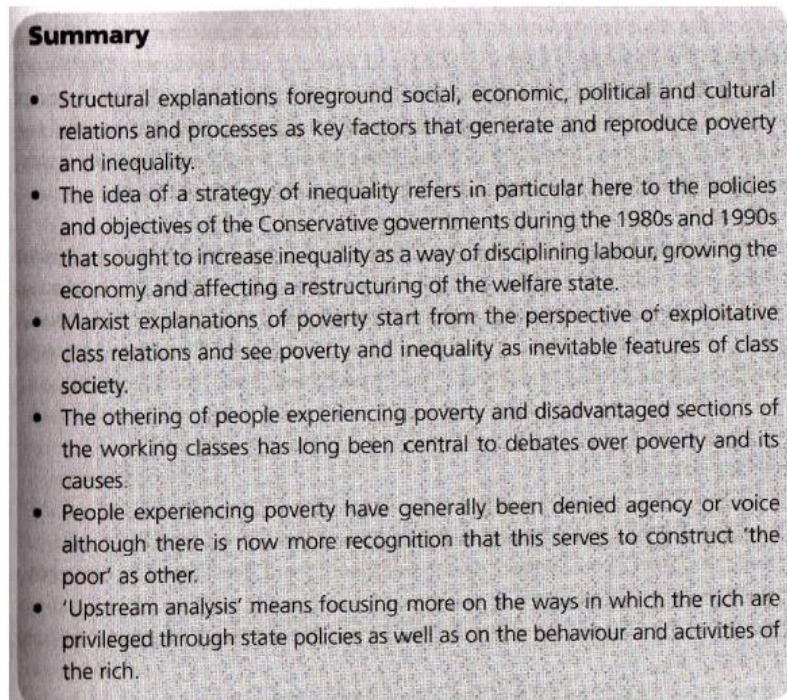 Summary
• Structural explanations foreground social, economic, political and cultural
relations and processes as key factors that generate and reproduce poverty
and inequality.
• The idea of a strategy of inequality refers in particular here to the policies
and objectives of the Conservative governments during the 1980s and 1990s
that sought to increase inequality as a way of disciplining labour, growing the
economy and affecting a restructuring of the welfare state.
• Marxist explanations of poverty start from the perspective of exploitative
class relations and see poverty and inequality as inevitable features of class
society.
• The othering of people experiencing poverty and disadvantaged sections of
the working classes has long been central to debates over poverty and its
causes.
• People experiencing poverty have generally been denied agency or voice
although there is now more recognition that this serves to construct ‘the
poor’ as other.
• ‘Upstream analysis’ means focusing more on the ways in which the rich are
privileged through state policies as well as on the behaviour and activities of
the rich.